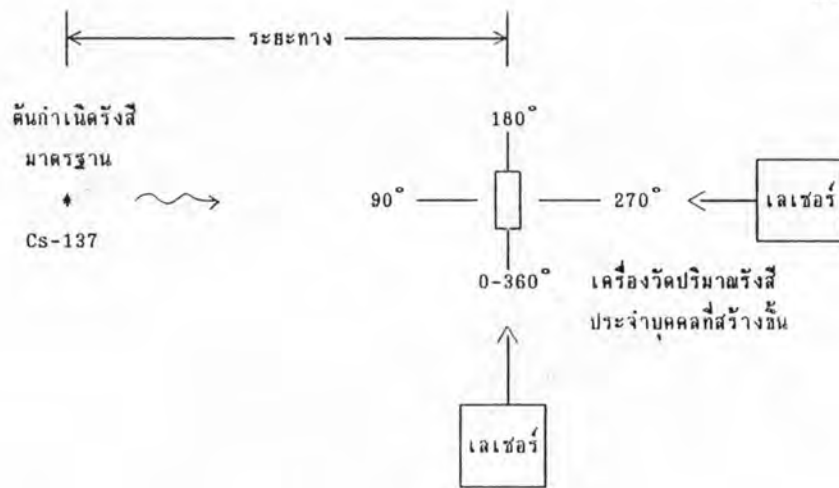 ระยะทาง
ต้นกำเนิดรังสี
มาตรฐาน
Cs-137
180°
90°
270°
0-360°
เลเซอร์
เครื่องวัดปริมาณรังสี
ประจำบุคคลที่สร้างขึ้น
เลเซอร์